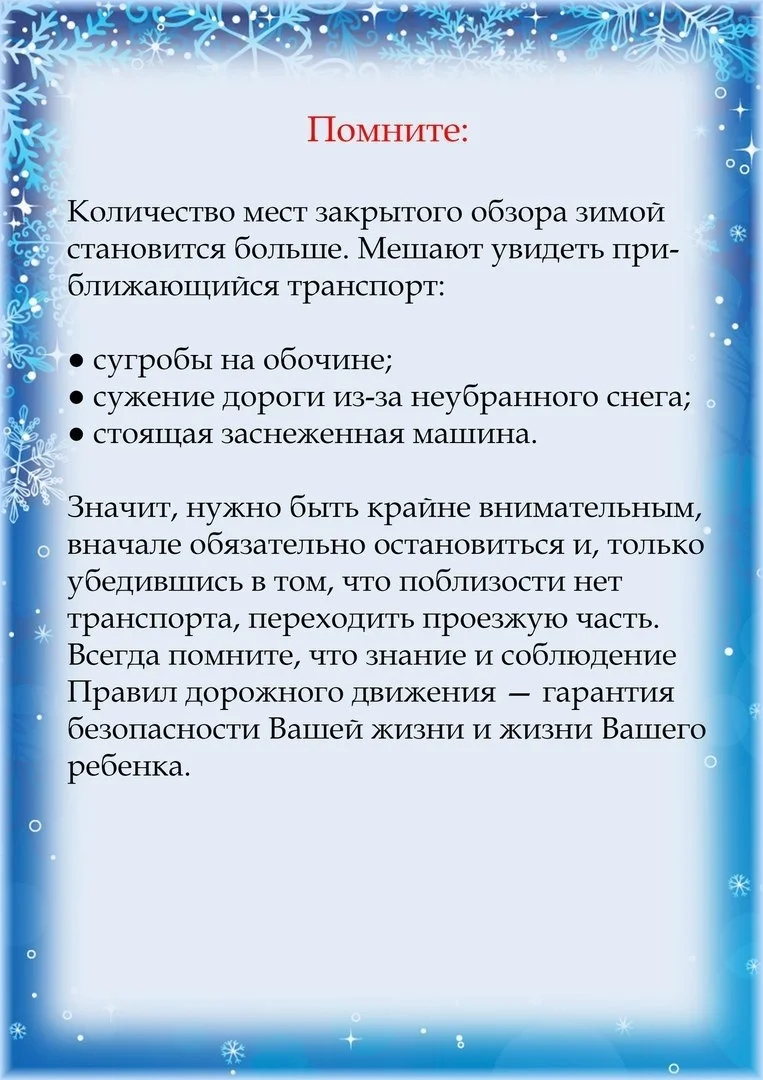 Помните:
Количество мест закрытого обзора зимой
становится больше. Мешают увидеть при-
ближающийся транспорт:
● сугробы на обочине;
● сужение дороги из-за неубранного снега;
● стоящая заснеженная машина.
Значит, нужно быть крайне внимательным,
вначале обязательно остановиться и, только
убедившись в том, что поблизости нет
транспорта, переходить проезжую часть.
Всегда помните, что знание и соблюдение
Правил дорожного движения — гарантия
безопасности Вашей жизни и жизни Вашего
ребенка.